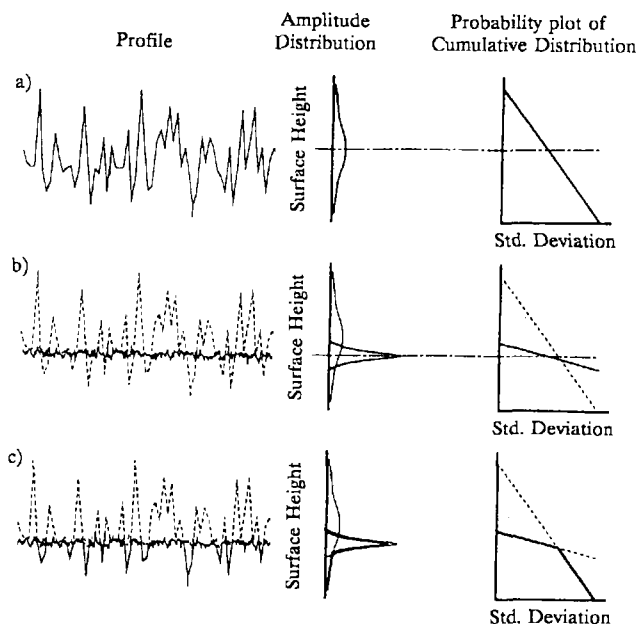 Profile
Amplitude
Distribution
Probability plot of
Cumulative Distribution
a)
Surface Height
Std. Deviation
b)
Surface Height
Std. Deviation
c)
Surface Height
Std. Deviation